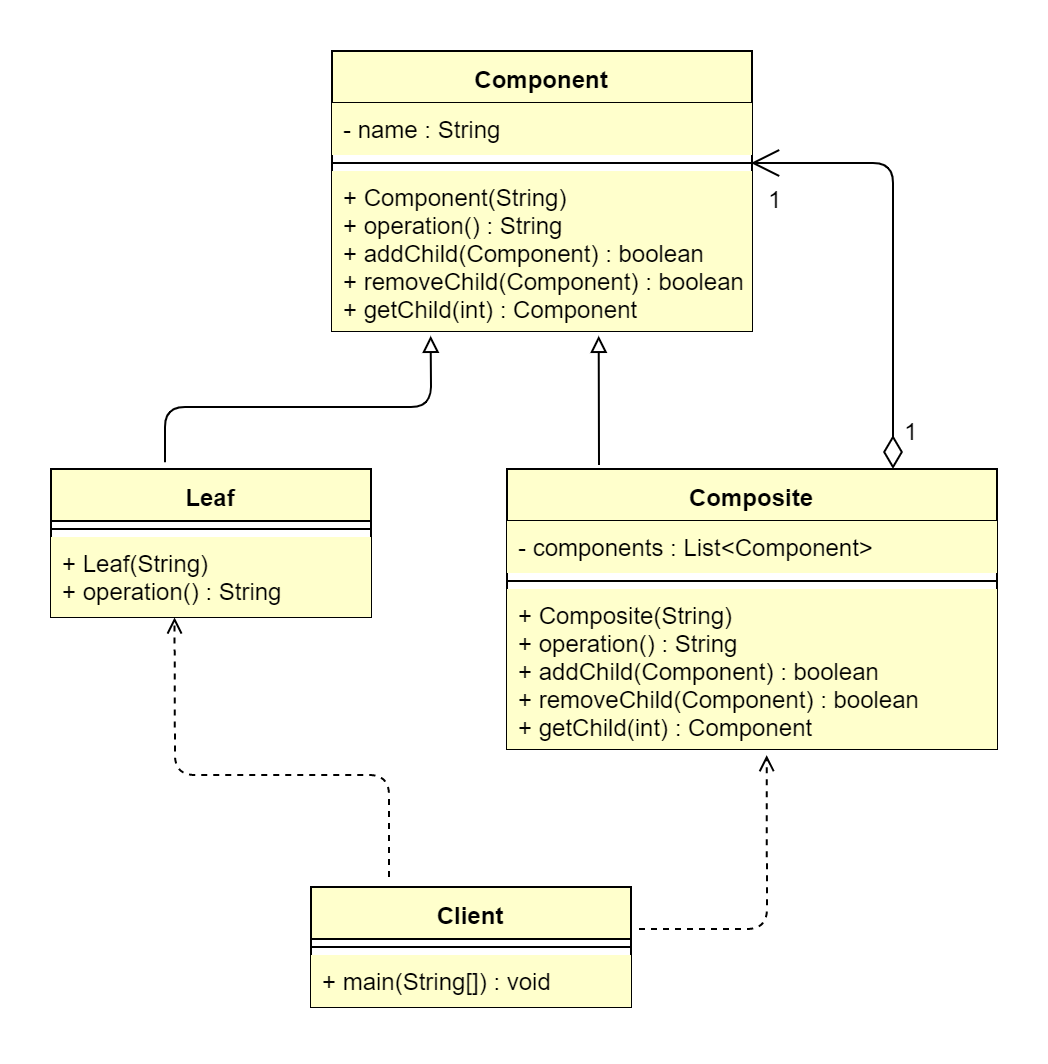 Component
- name : String
+ Component(String)
+ operation() : String
+ addChild(Component) : boolean
+ removeChild(Component) : boolean
+ getChild(int) : Component
1
1
Leaf
+ Leaf(String)
+ operation() : String
Composite
- components : List<Component>
+ Composite(String)
+ operation() : String
+ addChild(Component) : boolean
+ removeChild(Component) : boolean
+ getChild(int) : Component
Client
+ main(String[]) : void